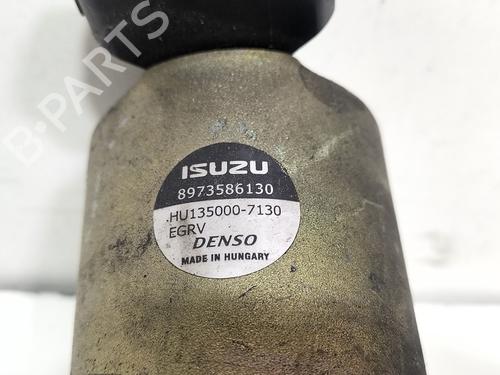 B-PARTS
ISUZU
8973586130
HU135000-7130
EGRV
DENSO
MADE IN HUNGARY